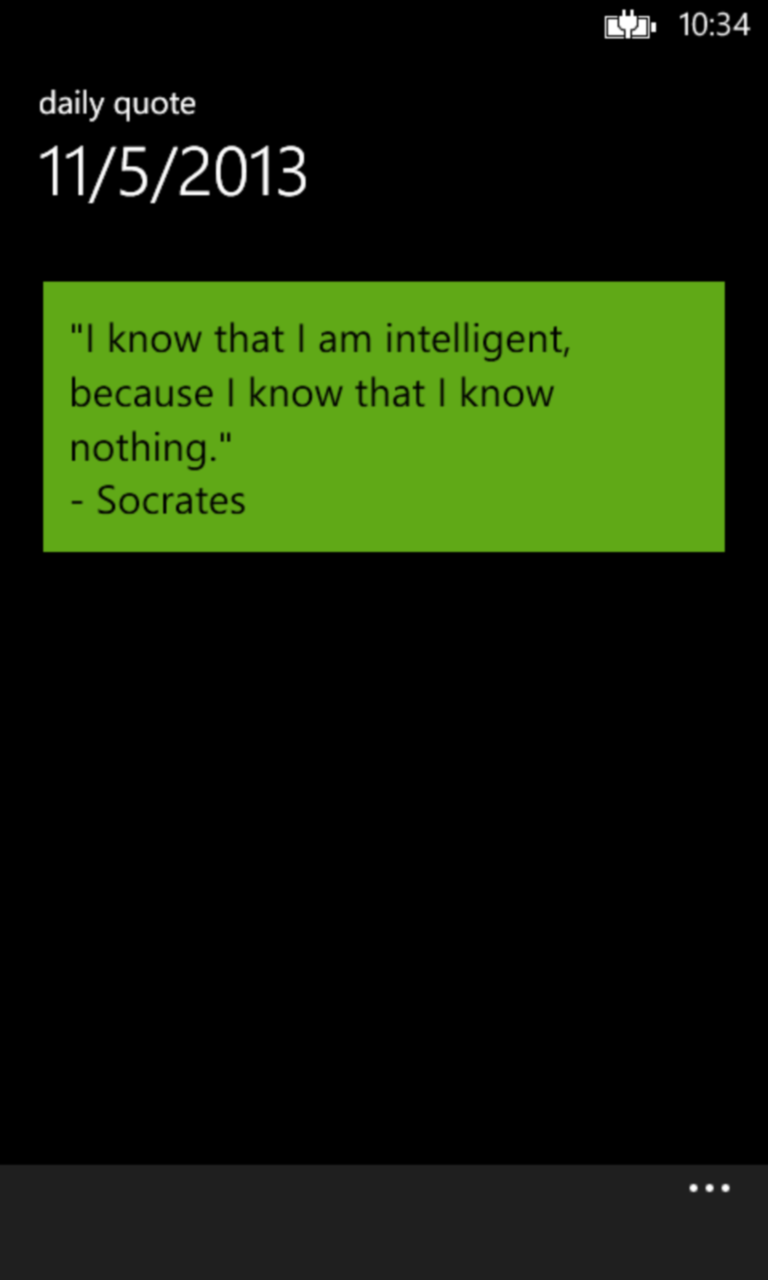 10:34
daily quote
11/5/2013
"I know that I am intelligent,
because I know that I know
nothing."
- Socrates